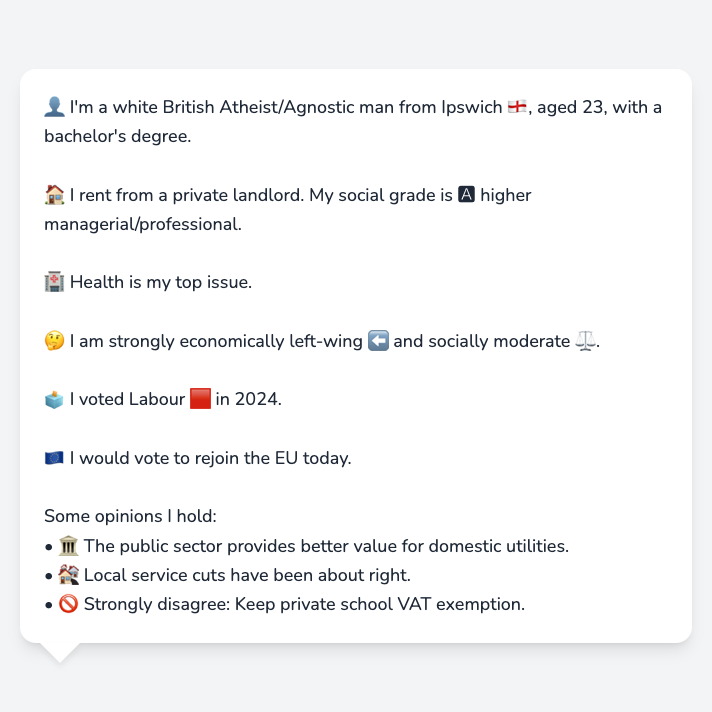 👤 I'm a white British Atheist/Agnostic man from Ipswich 🏴󠁧󠁢󠁥󠁮󠁧󠁿, aged 23, with a
bachelor's degree.
🏠 I rent from a private landlord. My social grade is 🅰 higher
managerial/professional.
🏥 Health is my top issue.
🤔 I am strongly economically left-wing ⬅️ and socially moderate ⚖️.
🗳️ I voted Labour 🟥 in 2024.
🇪🇺 I would vote to rejoin the EU today.
Some opinions I hold:
• 🏛️ The public sector provides better value for domestic utilities.
• 🏘️ Local service cuts have been about right.
• 🚫 Strongly disagree: Keep private school VAT exemption.